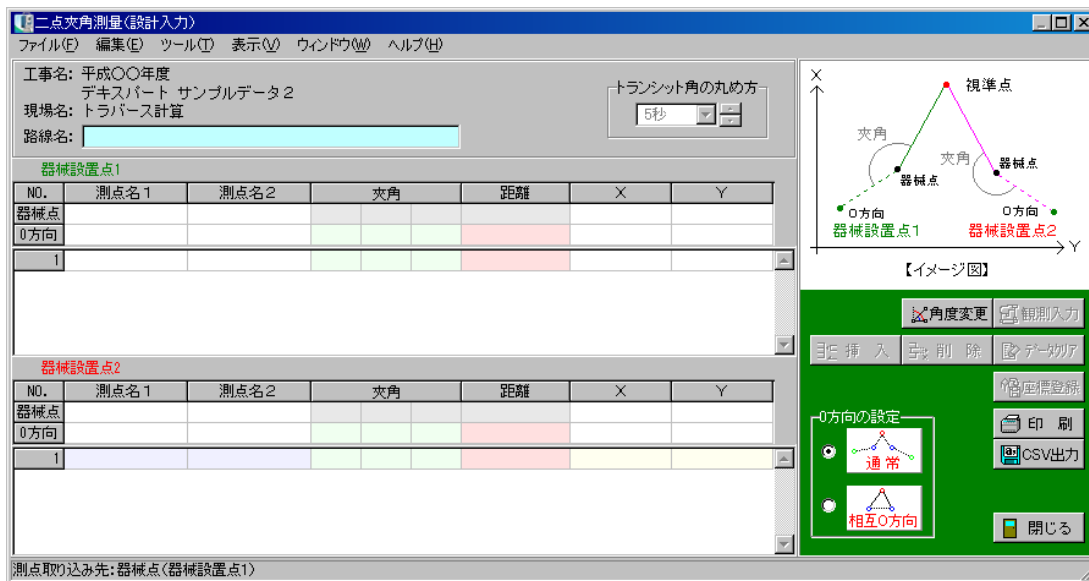 二点夾角測量(設計入力)
ファイル(F) 編集(E) ツール(T) 表示(V) ウィンドウ(W) ヘルプ(H)
工事名: 平成〇〇年度
デキスパート サンプルデータ2
現場名: トラバース計算
路線名:
トランシット角の丸め方
5秒
器械設置点1
NO. 測点名1 測点名2 夾角 距離 X Y
器械点
0方向
1
器械設置点2
NO. 測点名1 測点名2 夾角 距離 X Y
器械点
0方向
1
X
視準点
夾角
夾角
器械点
器械点
0方向
0方向
器械設置点1
器械設置点2
Y
【イメージ図】
角度変更 観測入力
挿 入 削 除 データクリア
座標登録
0方向の設定
通常
相互0方向
印 刷
CSV出力
閉じる
測点取り込み先:器械点(器械設置点1)